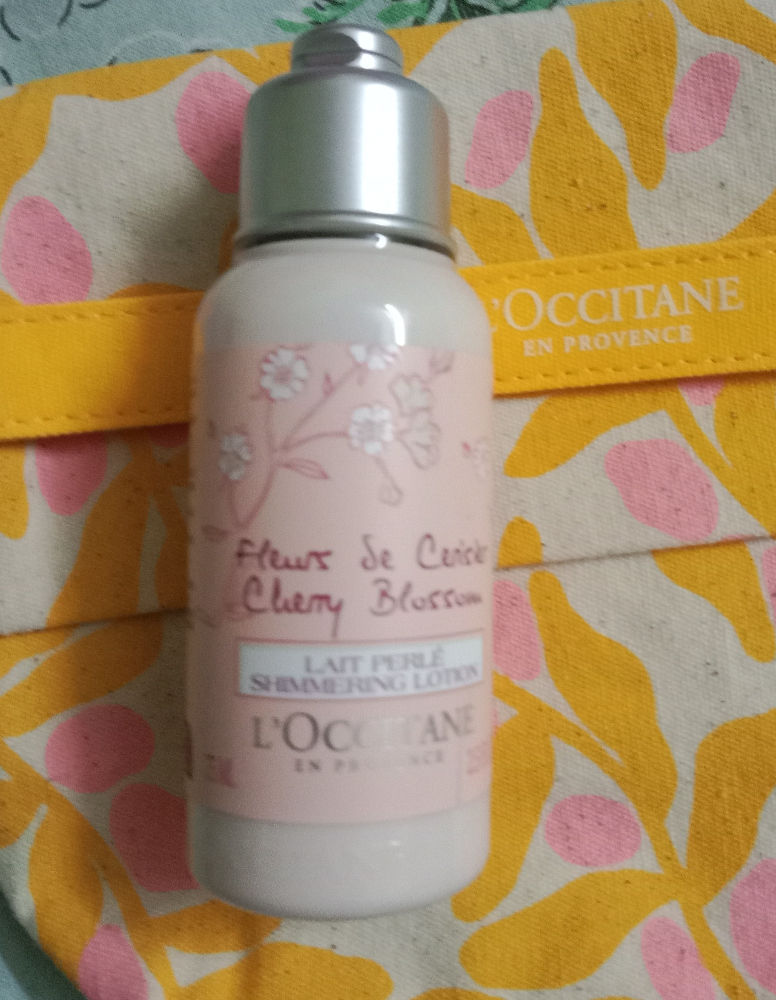 L'OCCITANE
EN PROVENCE
Fleurs de Cerisier
Cherry Blossom
LAIT PERLÉ
SHIMMERING LOTION
L'OCCITANE
EN PROVENCE